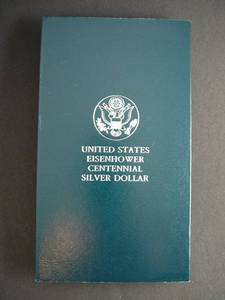 UNITED STATES
EISENHOWER
CENTENNIAL
SILVER DOLLAR